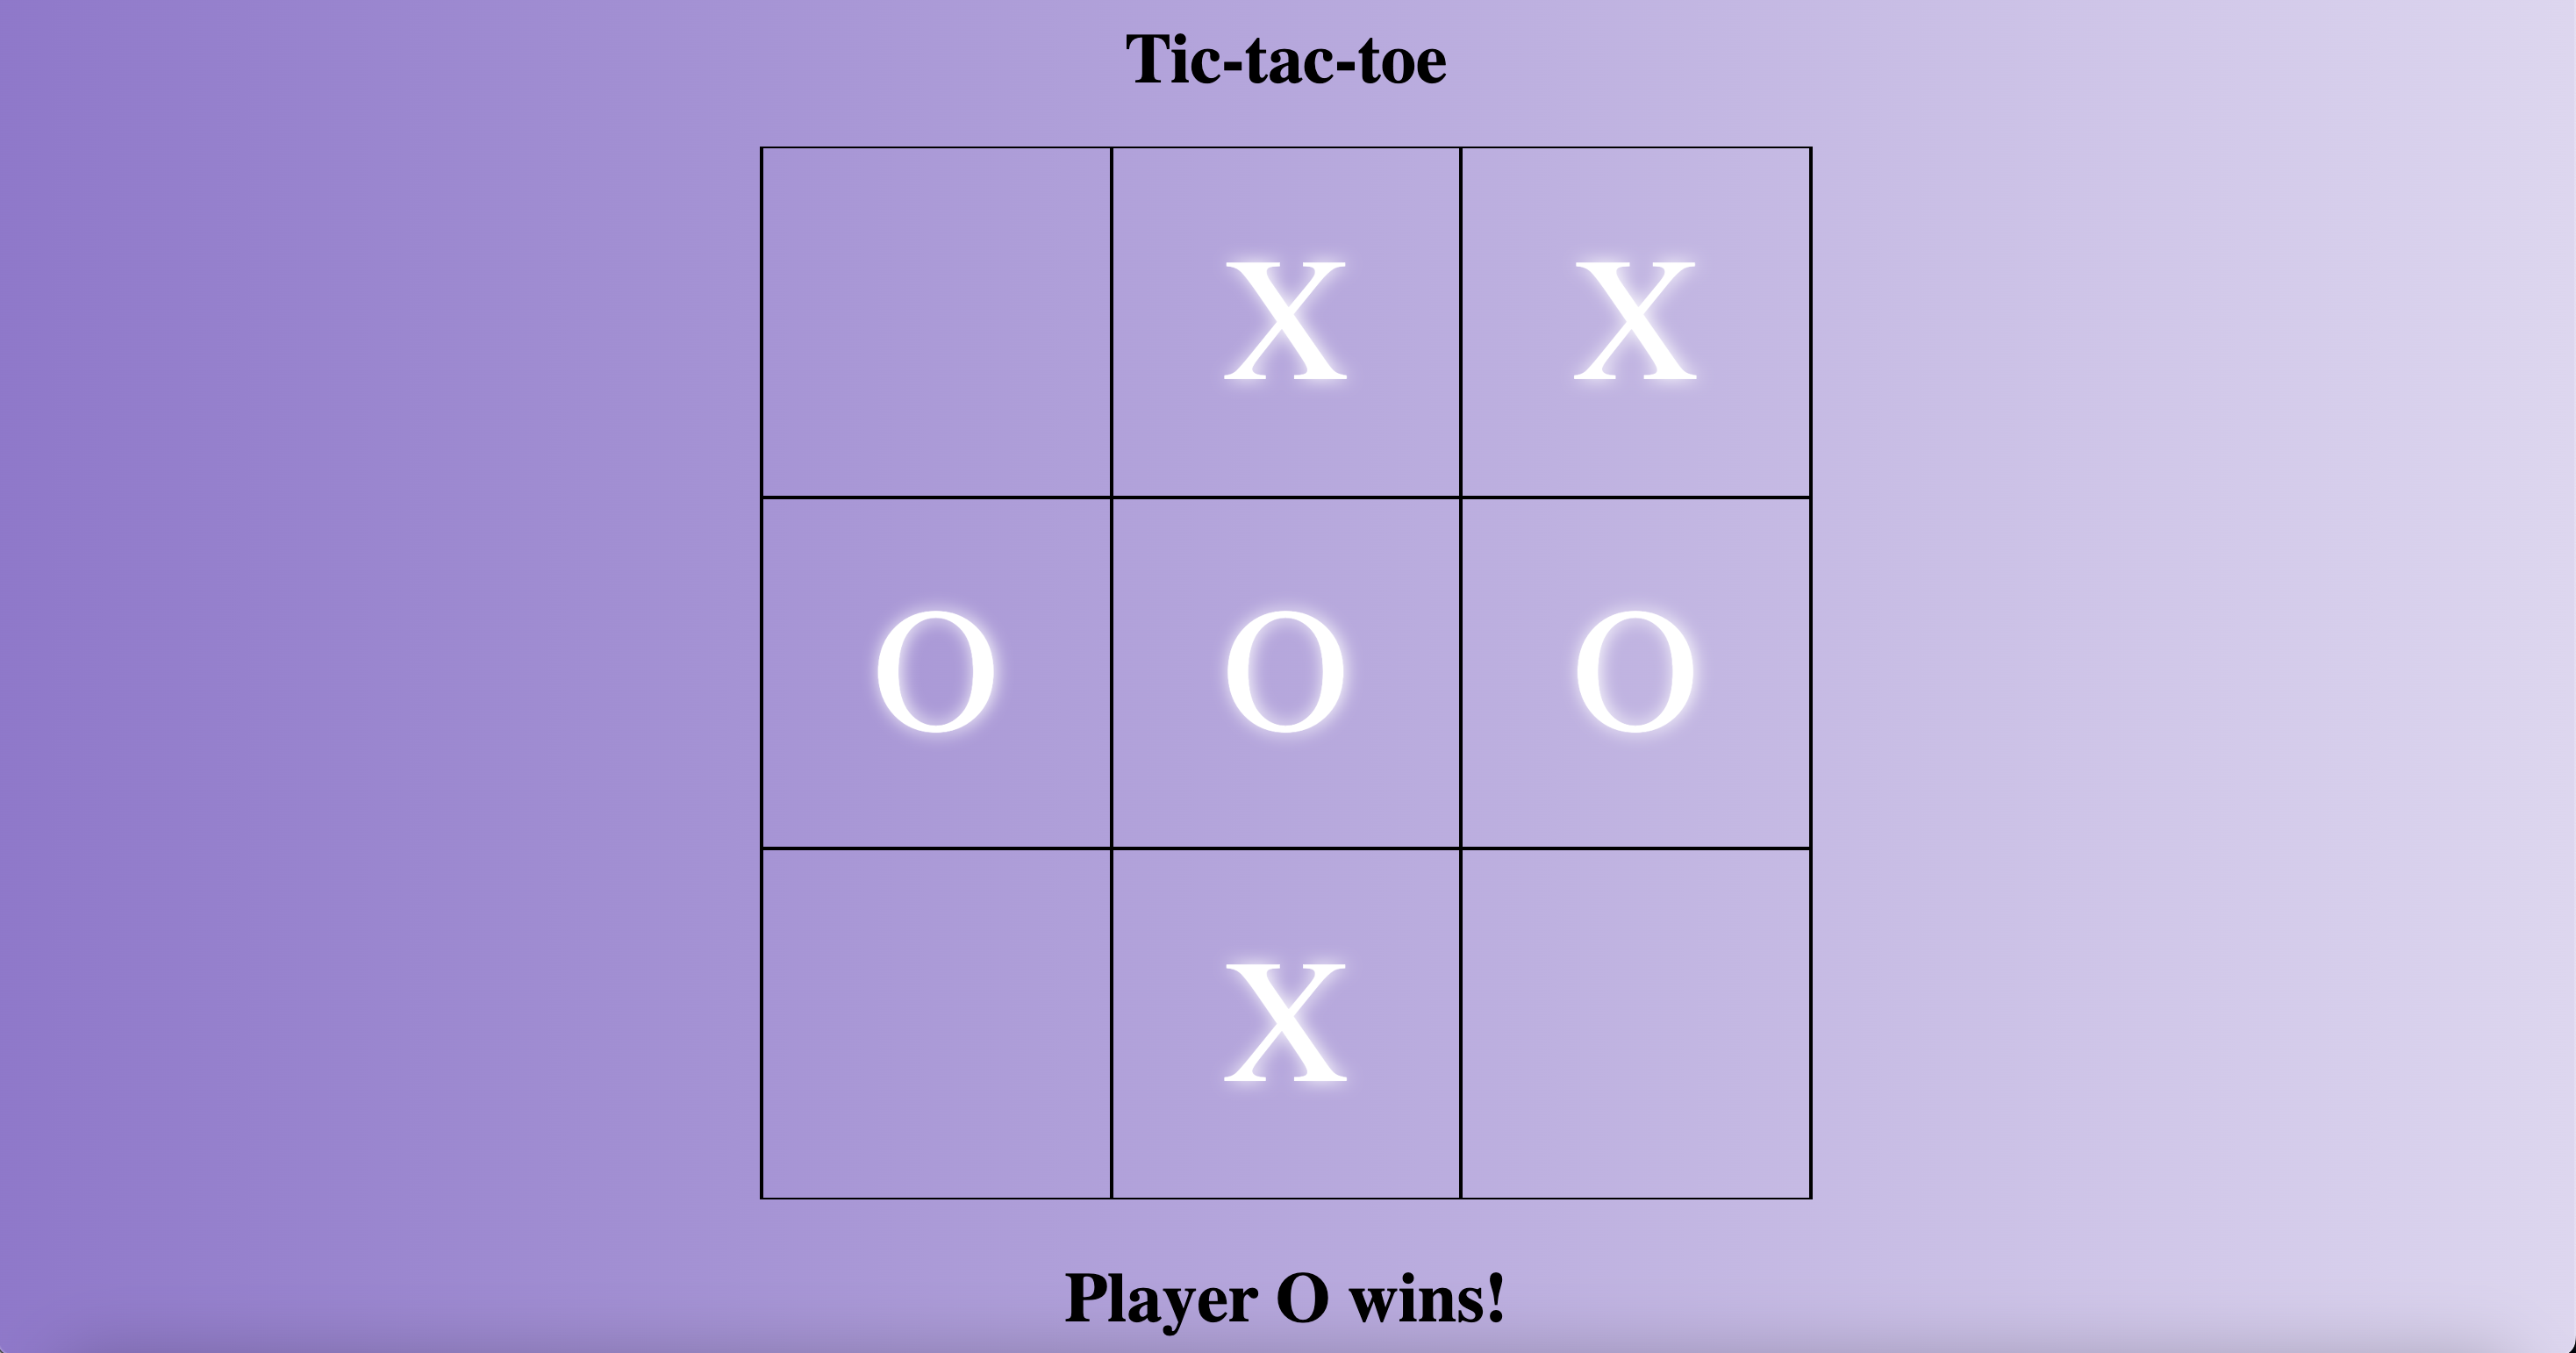 Tic-tac-toe
X X
O O O
X
Player O wins!